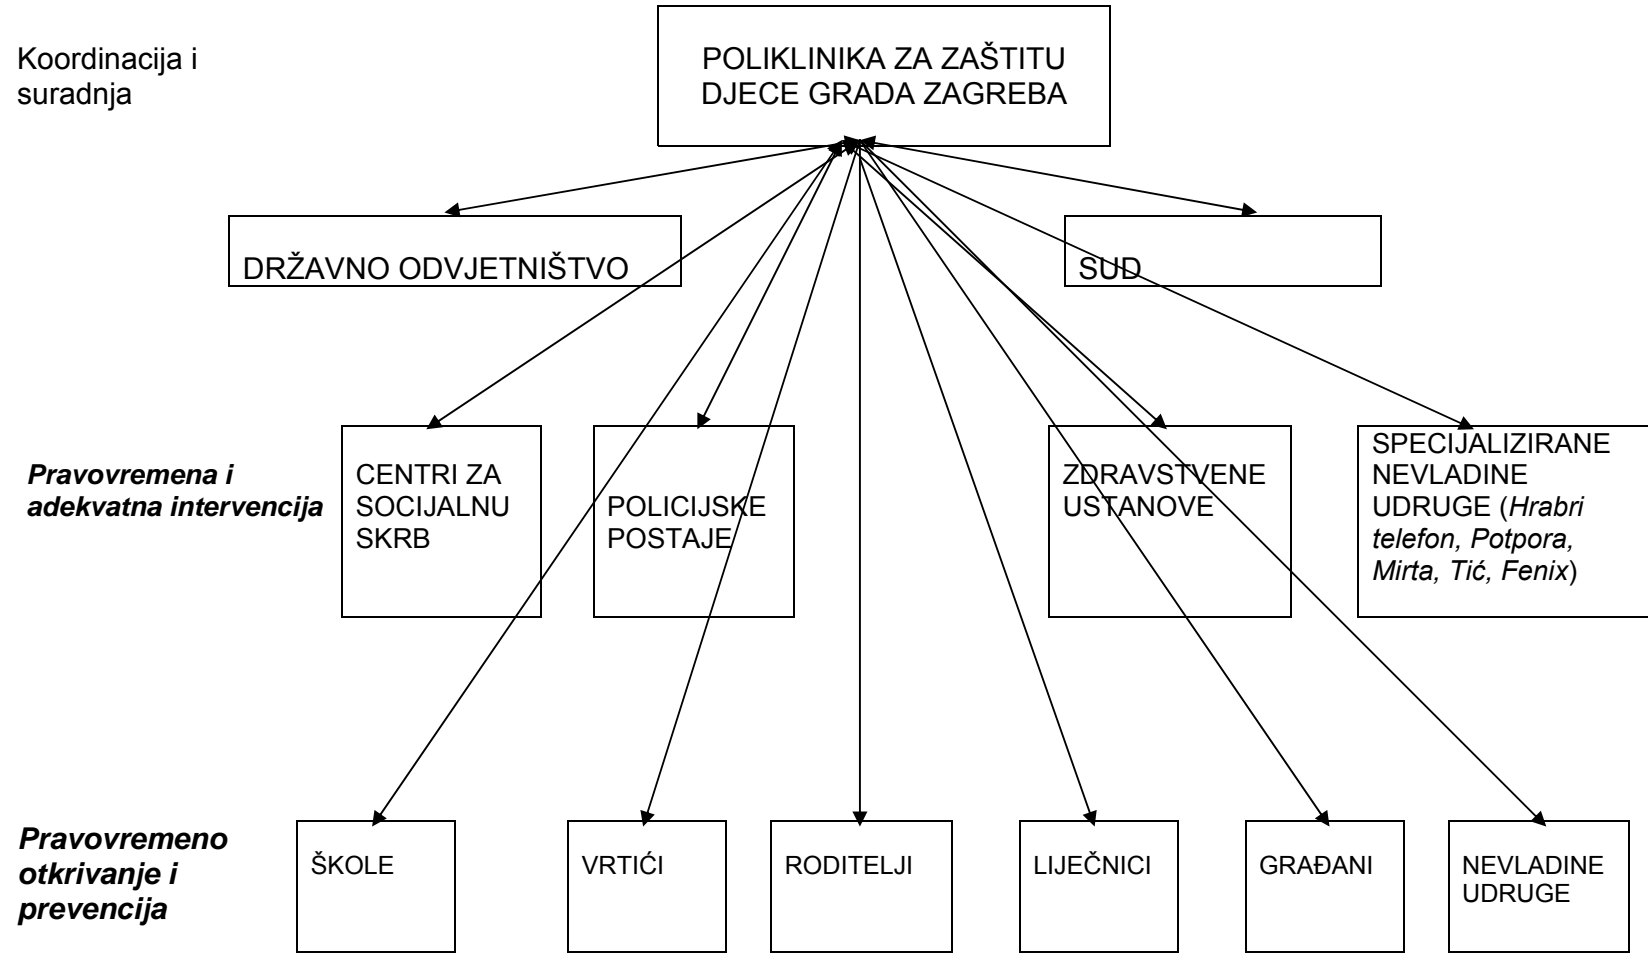 Koordinacija i
suradnja
POLIKLINIKA ZA ZAŠTITU
DJECE GRADA ZAGREBA
DRŽAVNO ODVJETNIŠTVO
SUD
Pravovremena i
adekvatna intervencija
CENTRI ZA
SOCIJALNU
SKRB
POLICIJSKE
POSTAJE
ZDRAVSTVENE
USTANOVE
SPECIJALIZIRANE
NEVLADINE
UDRUGE (Hrabri
telefon, Potpora,
Mirta, Tić, Fenix)
Pravovremeno
otkrivanje i
prevencija
ŠKOLE
VRTIĆI
RODITELJI
LIJEČNICI
GRAĐANI
NEVLADINE
UDRUGE